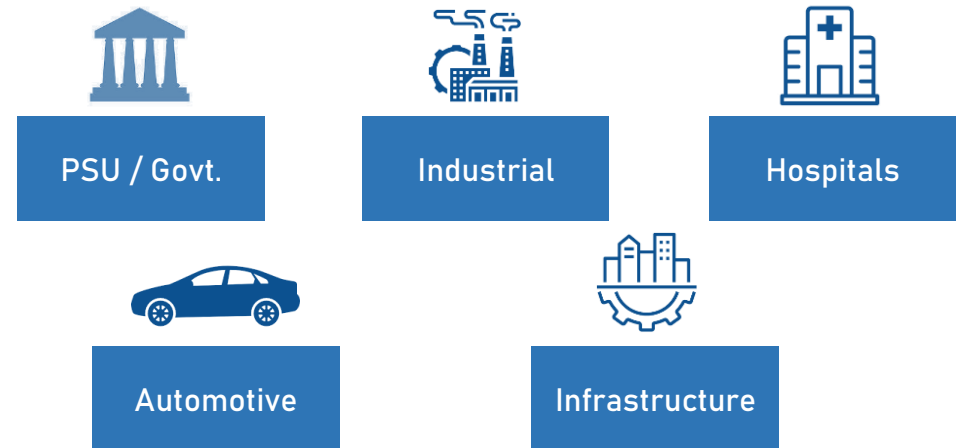 PSU / Govt.
Industrial
Hospitals
Automotive
Infrastructure